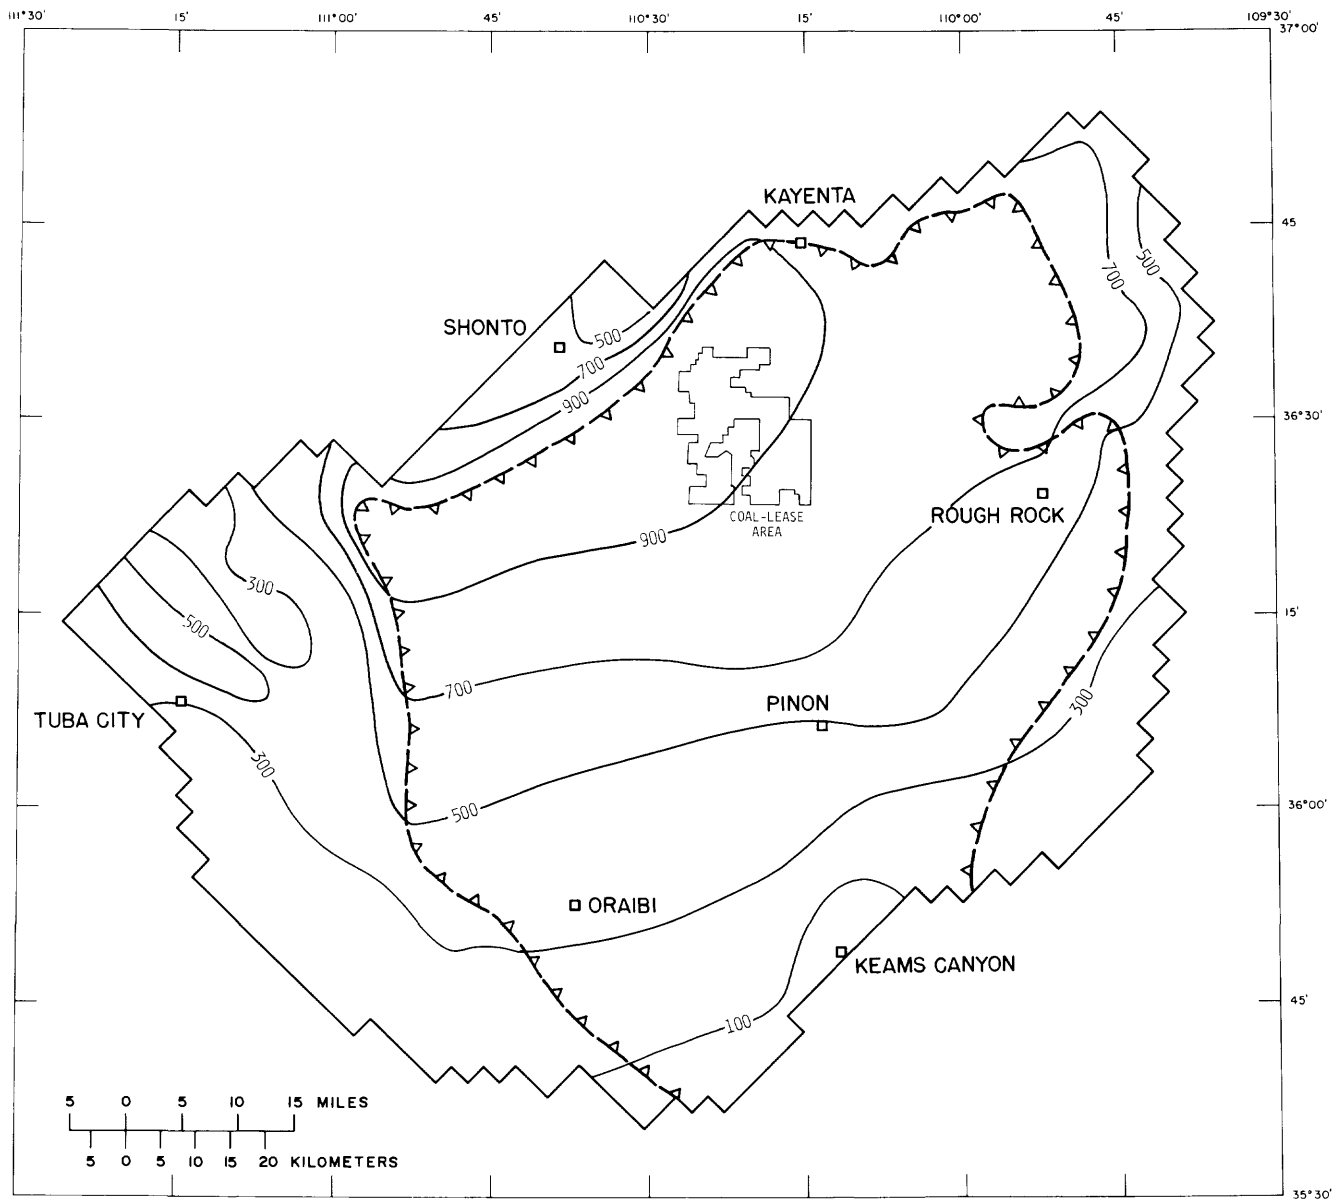 111°30'
15'
111°00'
45'
110°30'
15'
110°00'
45'
109°30'
37°00'
KAYENTA
45'
500
700
SHONTO
500
700
900
36°30'
ROUGH ROCK
COAL-LEASE
AREA
900
300
500
15'
700
PINON
300
TUBA CITY
300
500
36°00'
ORAIBI
KEAMS CANYON
45'
100
5 0 5 10 15 MILES
5 0 5 10 15 20 KILOMETERS
35°30'